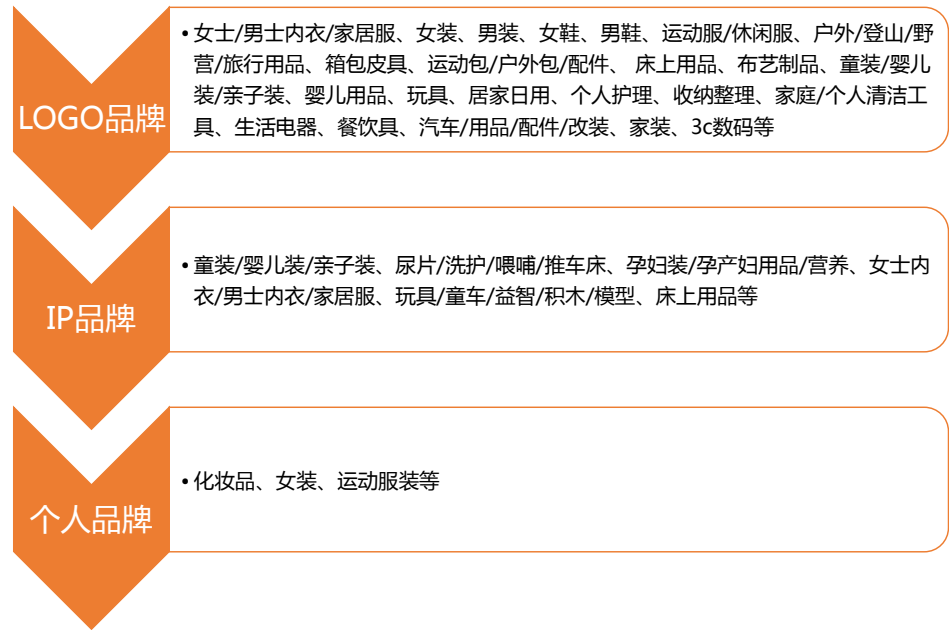 LOGO品牌
• 女士/男士内衣/家居服、女装、男装、女鞋、男鞋、运动服/休闲服、户外/登山/野
营/旅行用品、箱包皮具、运动包/户外包/配件、 床上用品、布艺制品、童装/婴儿
装/亲子装、婴儿用品、玩具、居家日用、个人护理、收纳整理、家庭/个人清洁工
具、生活电器、餐饮具、汽车/用品/配件/改装、家装、3c数码等
IP品牌
• 童装/婴儿装/亲子装、尿片/洗护/喂哺/推车床、孕妇装/孕产妇用品/营养、女士内
衣/男士内衣/家居服、玩具/童车/益智/积木/模型、床上用品等
个人品牌
• 化妆品、女装、运动服装等